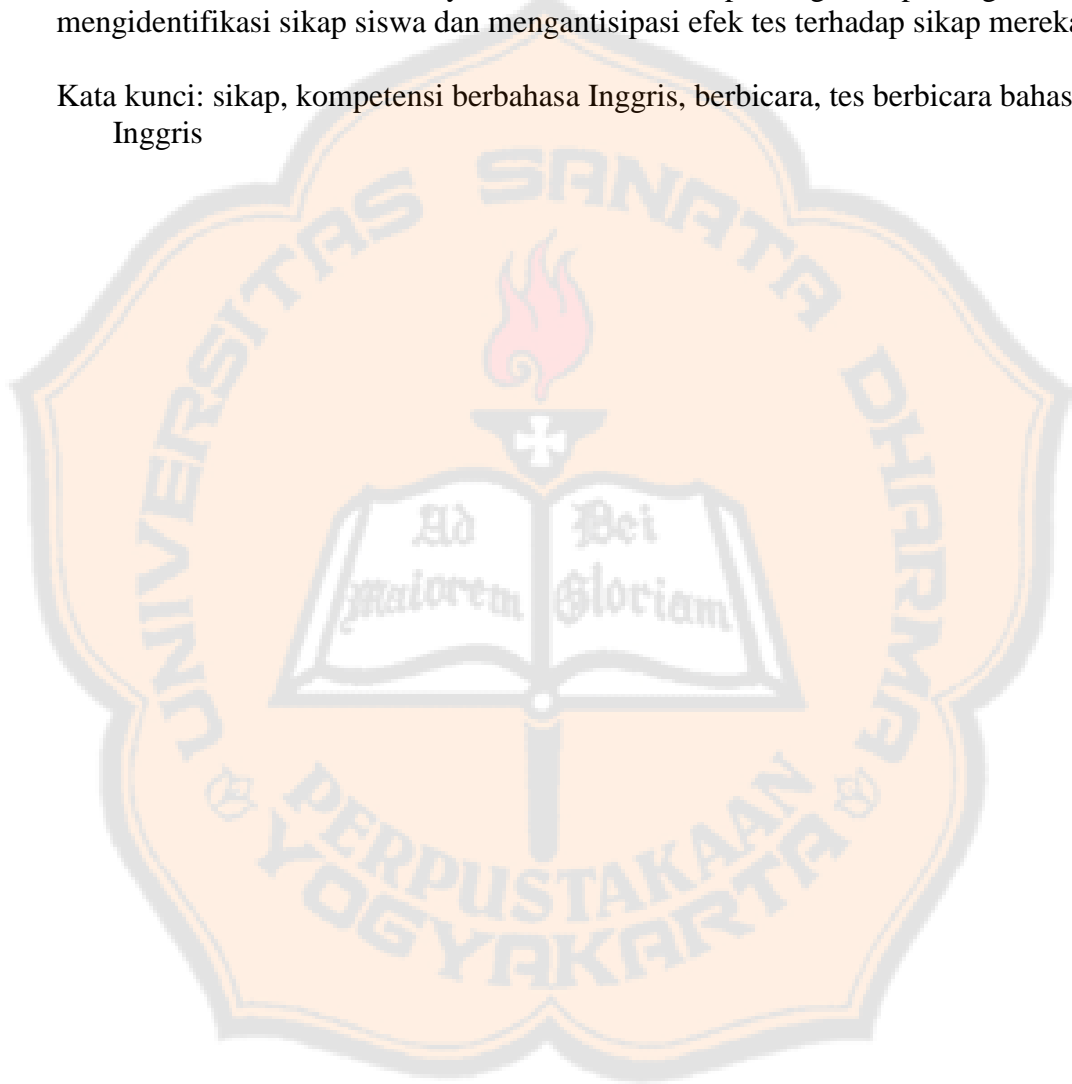 mengidentifikasi sikap siswa dan mengantisipasi efek tes terhadap sikap mereka
Kata kunci: sikap, kompetensi berbahasa Inggris, berbicara, tes berbicara bahas
Inggris
UNIVERSITAS SANATA DHARMA
Ad Dei
Maiorem Gloriam
PERPUSTAKAAN
YOGYAKARTA